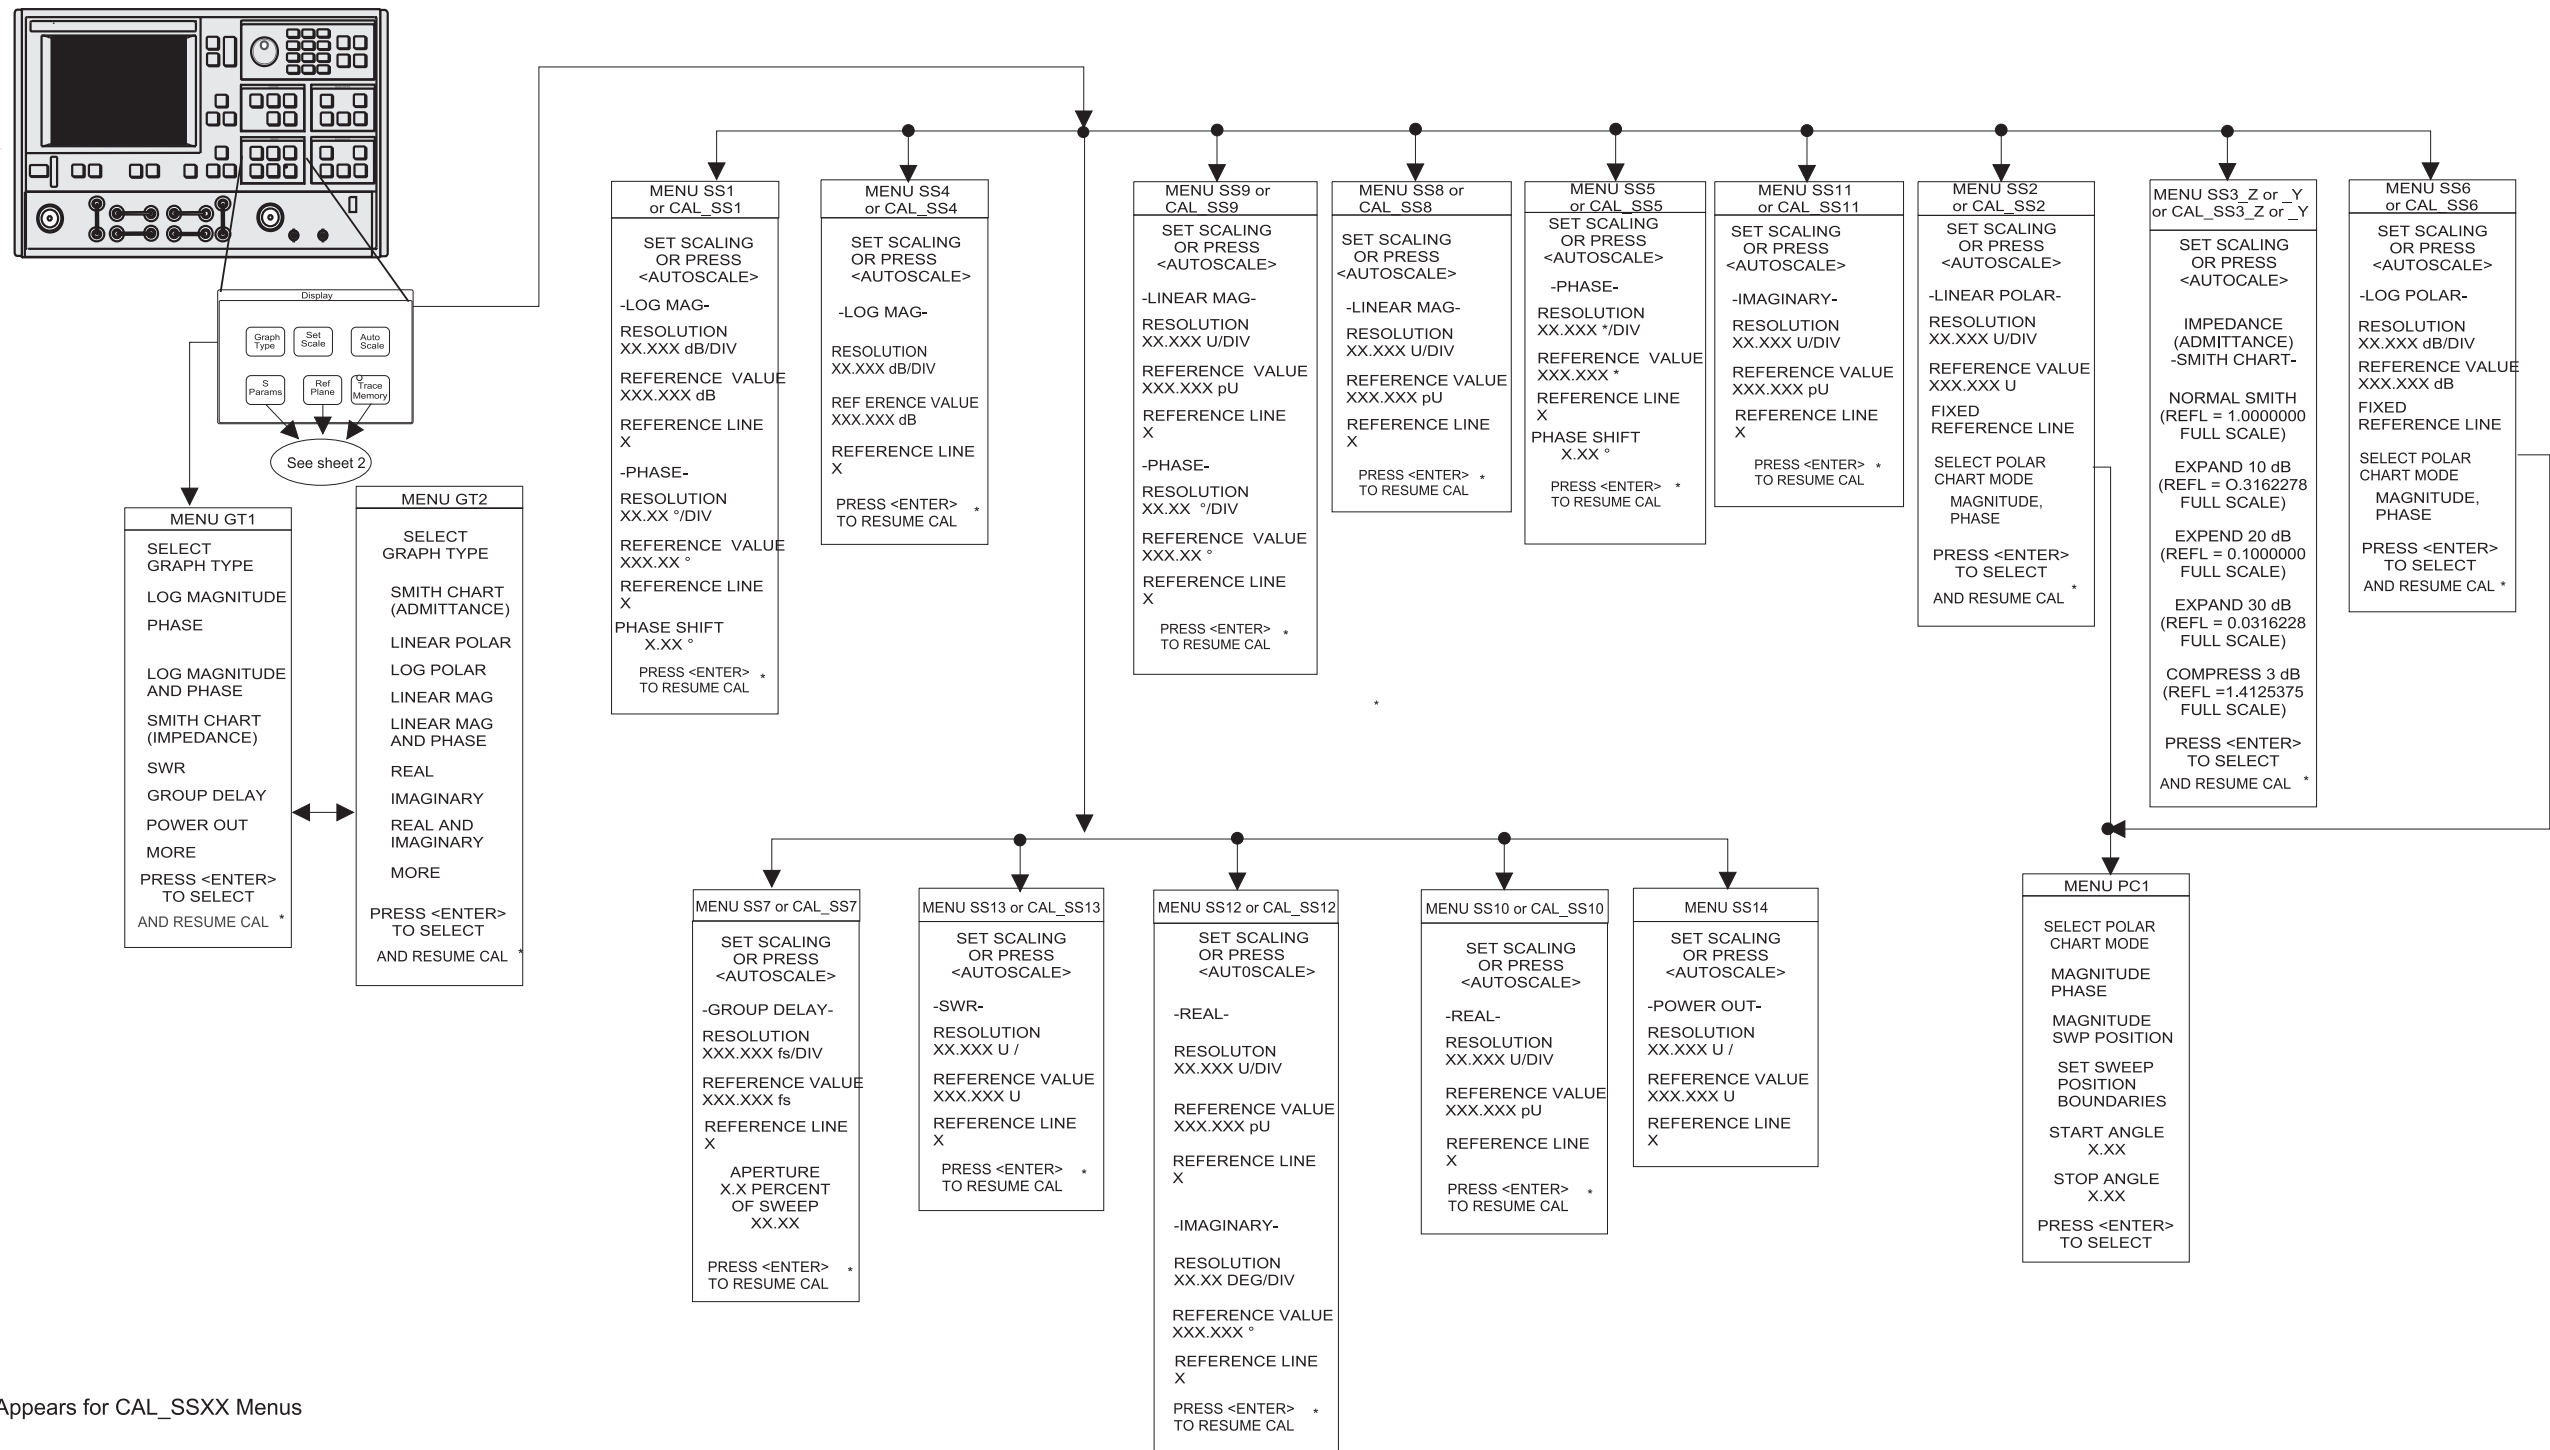 Display
Graph
Type
Set
Scale
Auto
Scale
S
Params
Ref
Plane
Trace
Memory
See sheet 2
MENU GT1
SELECT
GRAPH TYPE
LOG MAGNITUDE
PHASE
LOG MAGNITUDE
AND PHASE
SMITH CHART
(IMPEDANCE)
SWR
GROUP DELAY
POWER OUT
MORE
PRESS <ENTER>
TO SELECT
AND RESUME CAL *
MENU GT2
SELECT
GRAPH TYPE
SMITH CHART
(ADMITTANCE)
LINEAR POLAR
LOG POLAR
LINEAR MAG
LINEAR MAG
AND PHASE
REAL
IMAGINARY
REAL AND
IMAGINARY
MORE
PRESS <ENTER>
TO SELECT
AND RESUME CAL *
MENU SS1
or CAL_SS1
SET SCALING
OR PRESS
<AUTOSCALE>
-LOG MAG-
RESOLUTION
XX.XXX dB/DIV
REFERENCE VALUE
XXX.XXX dB
REFERENCE LINE
X
-PHASE-
RESOLUTION
XX.XX °/DIV
REFERENCE VALUE
XXX.XX °
REFERENCE LINE
X
PHASE SHIFT
X.XX °
PRESS <ENTER> *
TO RESUME CAL
MENU SS4
or CAL_SS4
SET SCALING
OR PRESS
<AUTOSCALE>
-LOG MAG-
RESOLUTION
XX.XXX dB/DIV
REF ERENCE VALUE
XXX.XXX dB
REFERENCE LINE
X
PRESS <ENTER> *
TO RESUME CAL
MENU SS9 or
CAL_SS9
SET SCALING
OR PRESS
<AUTOSCALE>
-LINEAR MAG-
RESOLUTION
XX.XXX U/DIV
REFERENCE VALUE
XXX.XXX pU
REFERENCE LINE
X
-PHASE-
RESOLUTION
XX.XX °/DIV
REFERENCE VALUE
XXX.XX °
REFERENCE LINE
X
PRESS <ENTER> *
TO RESUME CAL
MENU SS8 or
CAL_SS8
SET SCALING
OR PRESS
<AUTOSCALE>
-LINEAR MAG-
RESOLUTION
XX.XXX U/DIV
REFERENCE VALUE
XXX.XXX pU
REFERENCE LINE
X
PRESS <ENTER> *
TO RESUME CAL
*
MENU SS5
or CAL_SS5
SET SCALING
OR PRESS
<AUTOSCALE>
-PHASE-
RESOLUTION
XX.XXX */DIV
REFERENCE VALUE
XXX.XXX *
REFERENCE LINE
X
PHASE SHIFT
X.XX °
PRESS <ENTER> *
TO RESUME CAL
MENU SS11
or CAL_SS11
SET SCALING
OR PRESS
<AUTOSCALE>
-IMAGINARY-
RESOLUTION
XX.XXX U/DIV
REFERENCE VALUE
XXX.XXX pU
REFERENCE LINE
X
PRESS <ENTER> *
TO RESUME CAL
MENU SS2
or CAL_SS2
SET SCALING
OR PRESS
<AUTOSCALE>
-LINEAR POLAR-
RESOLUTION
XX.XXX U/DIV
REFERENCE VALUE
XXX.XXX U
FIXED
REFERENCE LINE
SELECT POLAR
CHART MODE
MAGNITUDE,
PHASE
PRESS <ENTER>
TO SELECT
AND RESUME CAL *
MENU SS3_Z or _Y
or CAL_SS3_Z or _Y
SET SCALING
OR PRESS
<AUTOCALE>
IMPEDANCE
(ADMITTANCE)
-SMITH CHART-
NORMAL SMITH
(REFL = 1.0000000
FULL SCALE)
EXPAND 10 dB
(REFL = O.3162278
FULL SCALE)
EXPEND 20 dB
(REFL = 0.1000000
FULL SCALE)
EXPAND 30 dB
(REFL = 0.0316228
FULL SCALE)
COMPRESS 3 dB
(REFL =1.4125375
FULL SCALE)
PRESS <ENTER>
TO SELECT
AND RESUME CAL *
MENU SS6
or CAL_SS6
SET SCALING
OR PRESS
<AUTOSCALE>
-LOG POLAR-
RESOLUTION
XX.XXX dB/DIV
REFERENCE VALUE
XXX.XXX dB
FIXED
REFERENCE LINE
SELECT POLAR
CHART MODE
MAGNITUDE,
PHASE
PRESS <ENTER>
TO SELECT
AND RESUME CAL *
MENU SS7 or CAL_SS7
SET SCALING
OR PRESS
<AUTOSCALE>
-GROUP DELAY-
RESOLUTION
XXX.XXX fs/DIV
REFERENCE VALUE
XXX.XXX fs
REFERENCE LINE
X
APERTURE
X.X PERCENT
OF SWEEP
XX.XX
PRESS <ENTER> *
TO RESUME CAL
MENU SS13 or CAL_SS13
SET SCALING
OR PRESS
<AUTOSCALE>
-SWR-
RESOLUTION
XX.XXX U /
REFERENCE VALUE
XXX.XXX U
REFERENCE LINE
X
PRESS <ENTER> *
TO RESUME CAL
MENU SS12 or CAL_SS12
SET SCALING
OR PRESS
<AUT0SCALE>
-REAL-
RESOLUTON
XX.XXX U/DIV
REFERENCE VALUE
XXX.XXX pU
REFERENCE LINE
X
-IMAGINARY-
RESOLUTION
XX.XX DEG/DIV
REFERENCE VALUE
XXX.XXX °
REFERENCE LINE
X
PRESS <ENTER> *
TO RESUME CAL
MENU SS10 or CAL_SS10
SET SCALING
OR PRESS
<AUTOSCALE>
-REAL-
RESOLUTION
XX.XXX U/DIV
REFERENCE VALUE
XXX.XXX pU
REFERENCE LINE
X
PRESS <ENTER> *
TO RESUME CAL
MENU SS14
SET SCALING
OR PRESS
<AUTOSCALE>
-POWER OUT-
RESOLUTION
XX.XXX U /
REFERENCE VALUE
XXX.XXX U
REFERENCE LINE
X
MENU PC1
SELECT POLAR
CHART MODE
MAGNITUDE
PHASE
MAGNITUDE
SWP POSITION
SET SWEEP
POSITION
BOUNDARIES
START ANGLE
X.XX
STOP ANGLE
X.XX
PRESS <ENTER>
TO SELECT
Appears for CAL_SSXX Menus